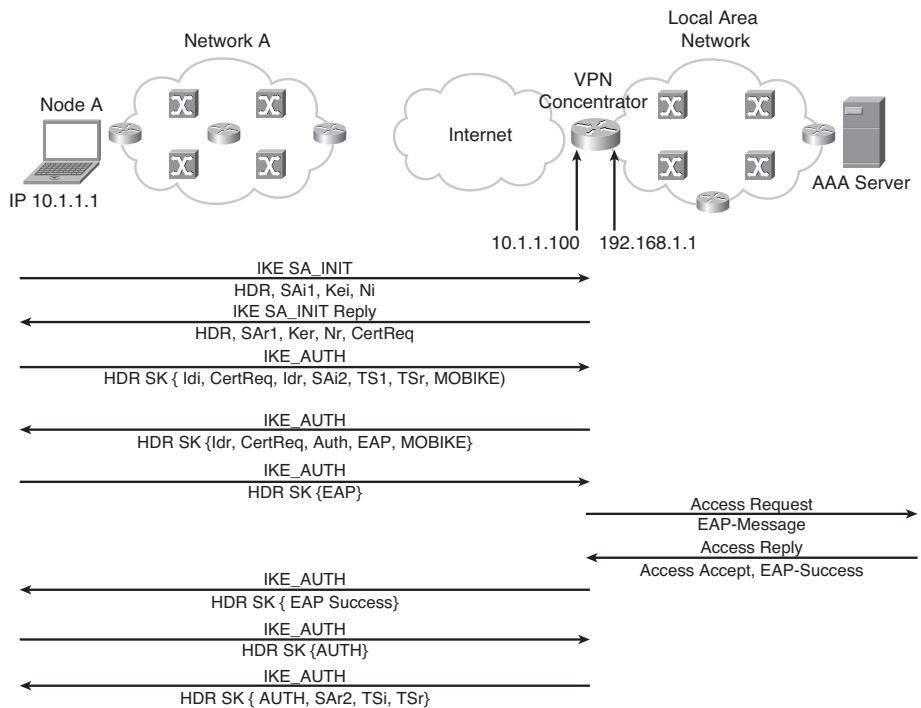 Network A
Local Area
Network
VPN
Concentrator
Node A
Internet
AAA Server
IP 10.1.1.1
10.1.1.100
192.168.1.1
IKE SA_INIT
HDR, SAi1, Kei, Ni
IKE SA_INIT Reply
HDR, SAr1, Ker, Nr, CertReq
IKE_AUTH
HDR SK { Idi, CertReq, Idr, SAi2, TS1, TSr, MOBIKE)
IKE_AUTH
HDR SK {Idr, CertReq, Auth, EAP, MOBIKE}
IKE_AUTH
HDR SK {EAP}
Access Request
EAP-Message
Access Reply
Access Accept, EAP-Success
IKE_AUTH
HDR SK { EAP Success}
IKE_AUTH
HDR SK {AUTH}
IKE_AUTH
HDR SK { AUTH, SAr2, TSi, TSr}